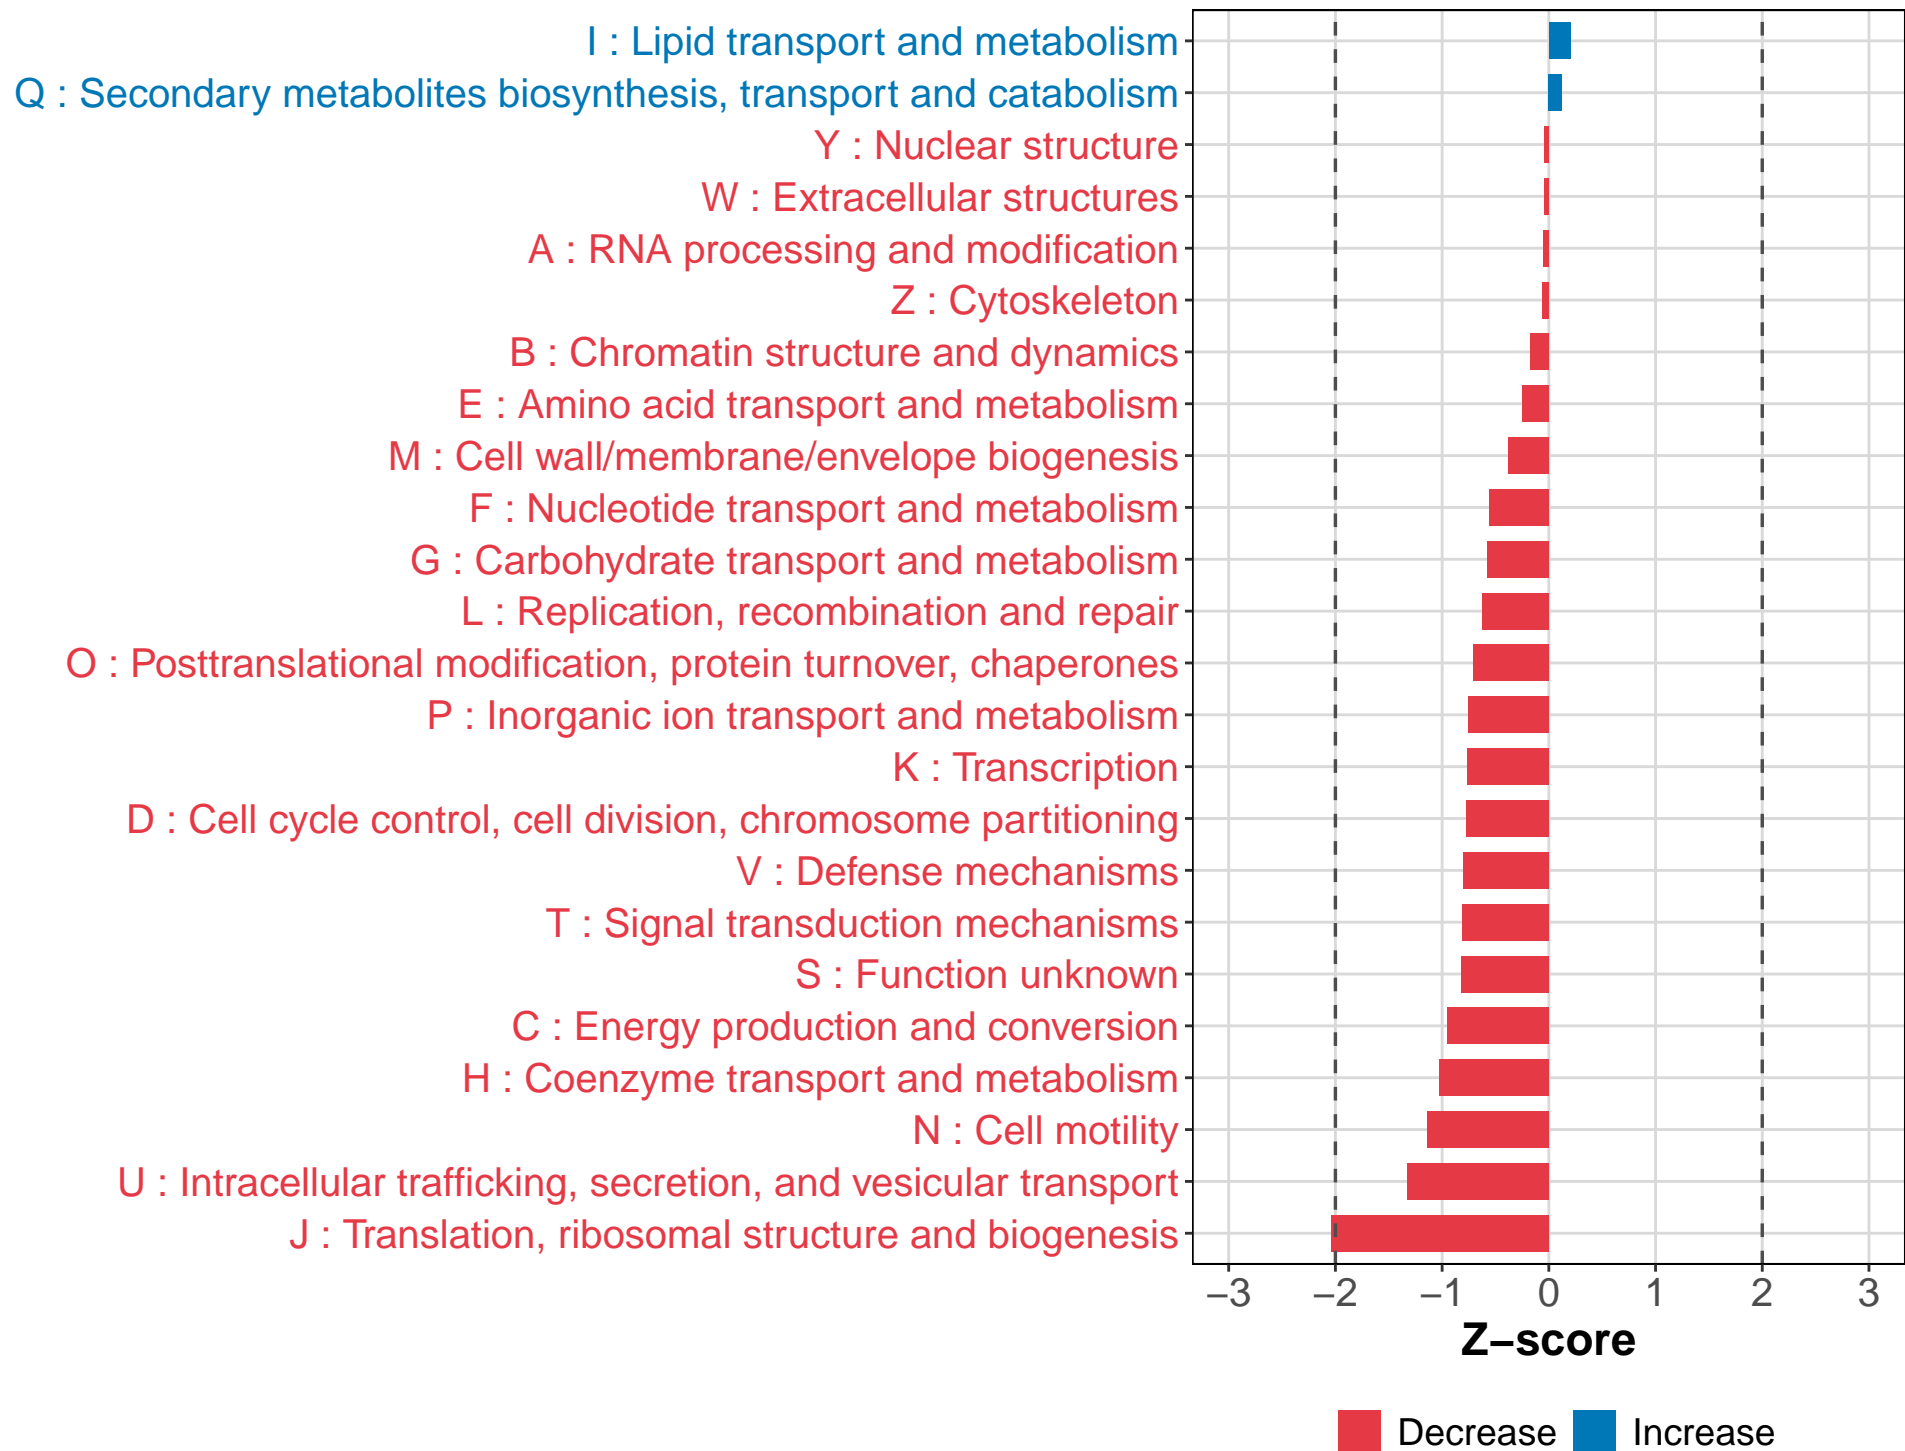 I : Lipid transport and metabolism
Q : Secondary metabolites biosynthesis, transport and catabolism
Y : Nuclear structure
W : Extracellular structures
A : RNA processing and modification
Z : Cytoskeleton
B : Chromatin structure and dynamics
E : Amino acid transport and metabolism
M : Cell wall/membrane/envelope biogenesis
F : Nucleotide transport and metabolism
G : Carbohydrate transport and metabolism
L : Replication, recombination and repair
O : Posttranslational modification, protein turnover, chaperones
P : Inorganic ion transport and metabolism
K : Transcription
D : Cell cycle control, cell division, chromosome partitioning
V : Defense mechanisms
T : Signal transduction mechanisms
S : Function unknown
C : Energy production and conversion
H : Coenzyme transport and metabolism
N : Cell motility
U : Intracellular trafficking, secretion, and vesicular transport
J : Translation, ribosomal structure and biogenesis
−3 −2 −1 0 1 2 3
Z−score
Decrease Increase